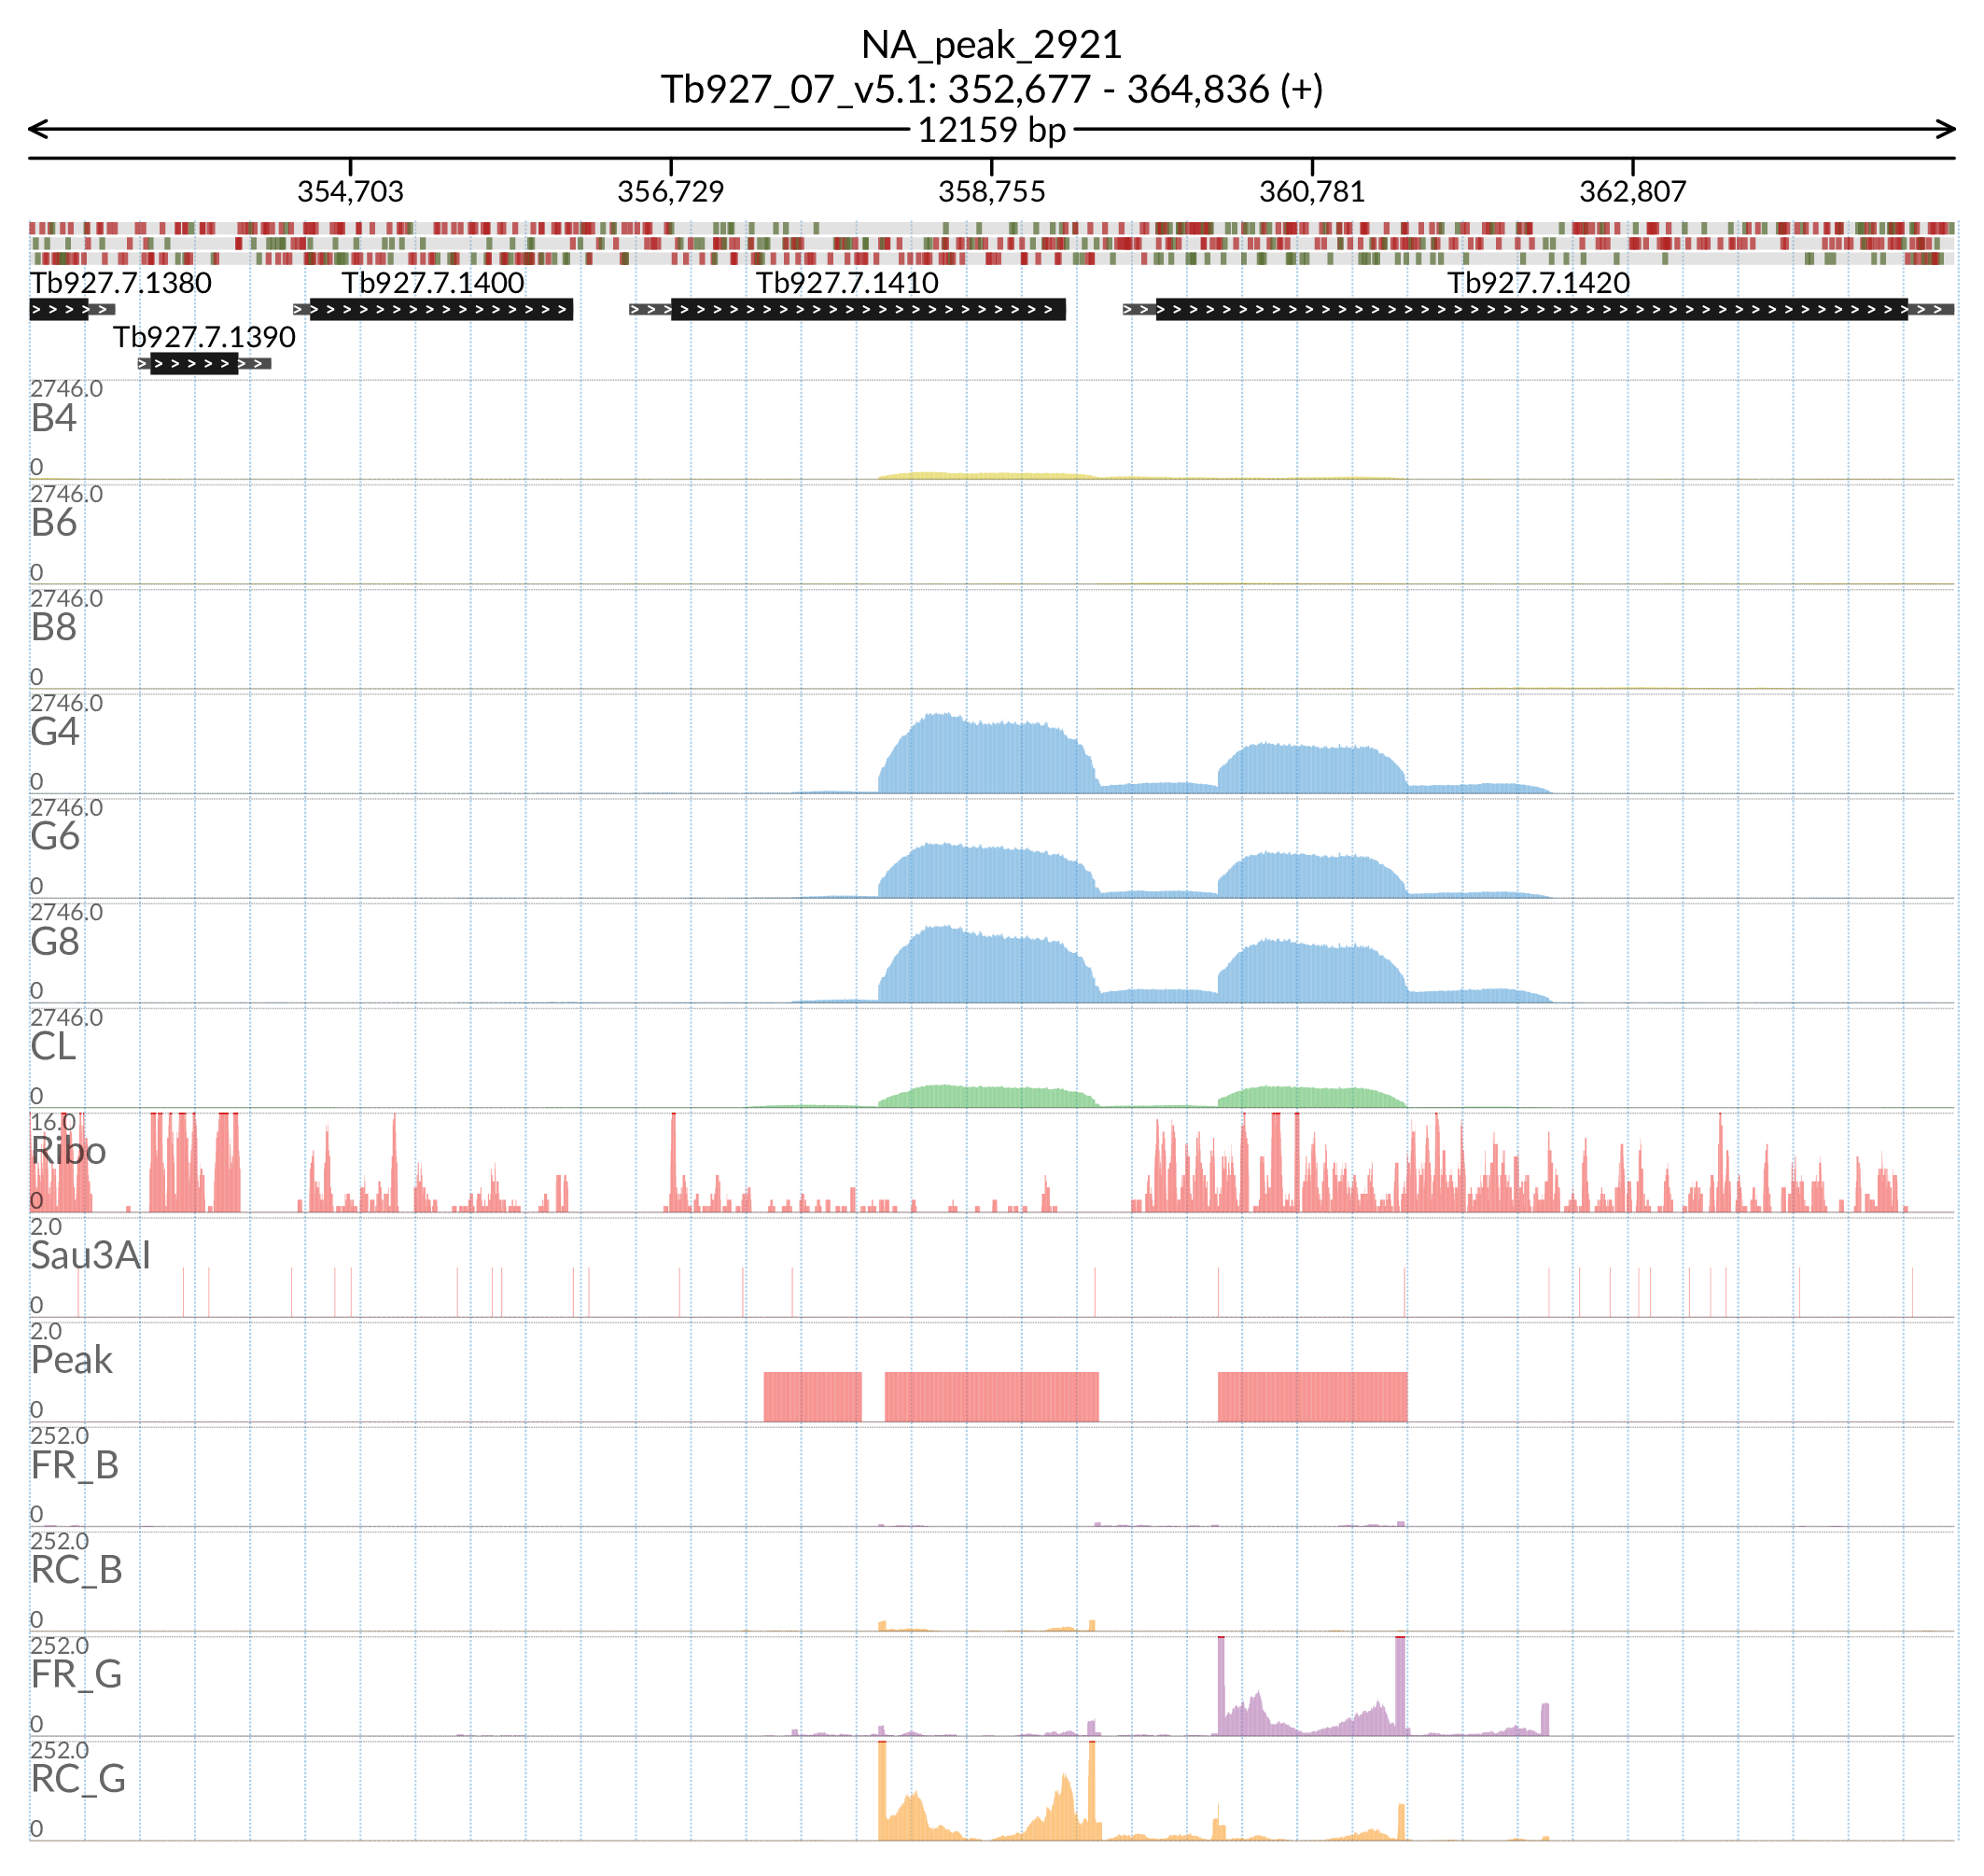 NA_peak_2921
Tb927_07_v5.1: 352,677 - 364,836 (+)
12159 bp
354,703 356,729 358,755 360,781 362,807
Tb927.7.1380 Tb927.7.1400 Tb927.7.1410 Tb927.7.1420
Tb927.7.1390
2746.0
B4
0
2746.0
B6
0
2746.0
B8
0
2746.0
G4
0
2746.0
G6
0
2746.0
G8
0
2746.0
CL
0
16.0
Ribo
0
2.0
Sau3AI
0
2.0
Peak
0
252.0
FR_B
0
252.0
RC_B
0
252.0
FR_G
0
252.0
RC_G
0